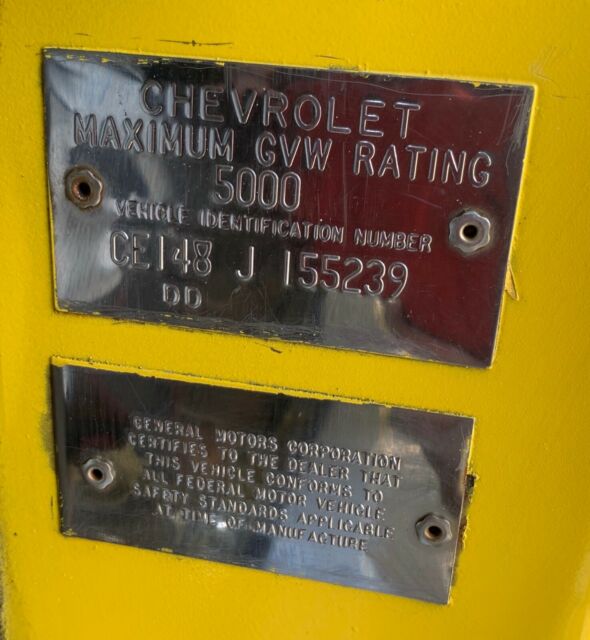 CHEVROLET
MAXIMUM GVW RATING
5000
VEHICLE IDENTIFICATION NUMBER
CE148 J 155239
DD
GENERAL MOTORS CORPORATION
CERTIFIES TO THE DEALER THAT
THIS VEHICLE CONFORMS TO
ALL FEDERAL MOTOR VEHICLE
SAFETY STANDARDS APPLICABLE
AT TIME OF MANUFACTURE